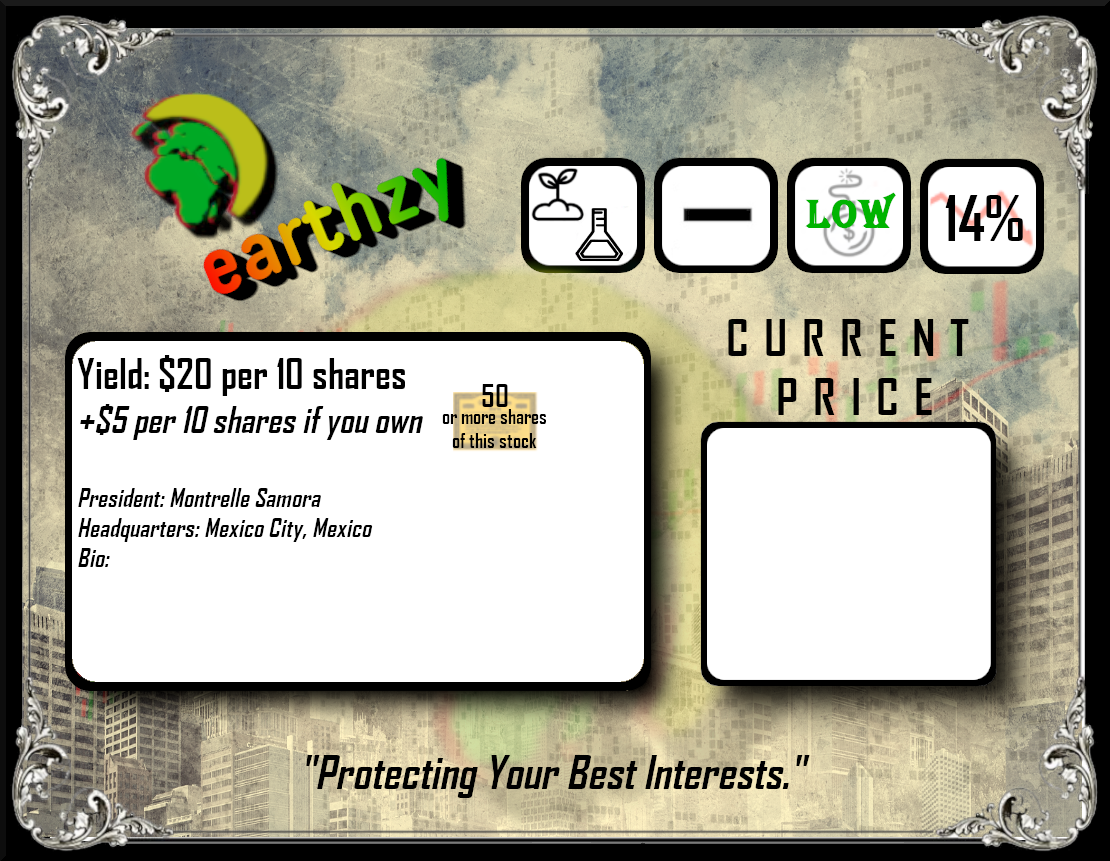 earthzy
LOW
14%
CURRENT
PRICE
Yield: $20 per 10 shares
+$5 per 10 shares if you own
50
or more shares
of this stock
President: Montrelle Samora
Headquarters: Mexico City, Mexico
Bio:
"Protecting Your Best Interests."